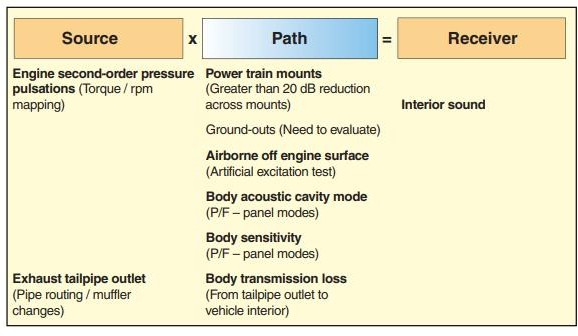 Source x Path = Receiver
Engine second-order pressure
pulsations (Torque / rpm
mapping)
Power train mounts
(Greater than 20 dB reduction
across mounts)
Interior sound
Ground-outs (Need to evaluate)
Airborne off engine surface
(Artificial excitation test)
Body acoustic cavity mode
(P/F – panel modes)
Body sensitivity
(P/F – panel modes)
Exhaust tailpipe outlet
(Pipe routing / muffler
changes)
Body transmission loss
(From tailpipe outlet to
vehicle interior)